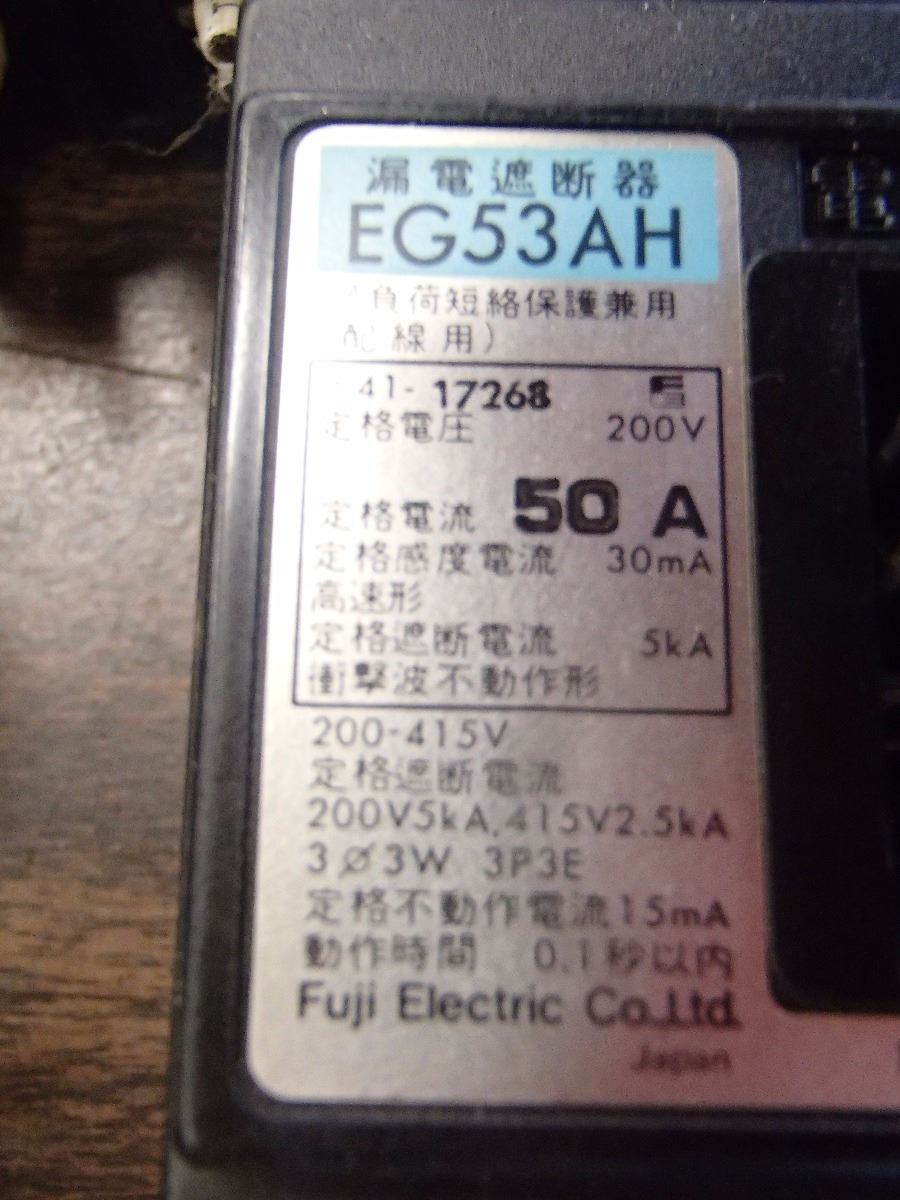 漏電遮断器
EG53AH
負荷短絡保護兼用
配線用)
41-17268
定格電圧 200V
定格電流 50 A
定格感度電流 30mA
高速形
定格遮断電流 5kA
衝撃波不動作形
200-415V
定格遮断電流
200V5kA,415V2.5kA
3ø3W 3P3E
定格不動作電流15mA
動作時間 0.1秒以内
Fuji Electric Co.,Ltd.
Japan
電